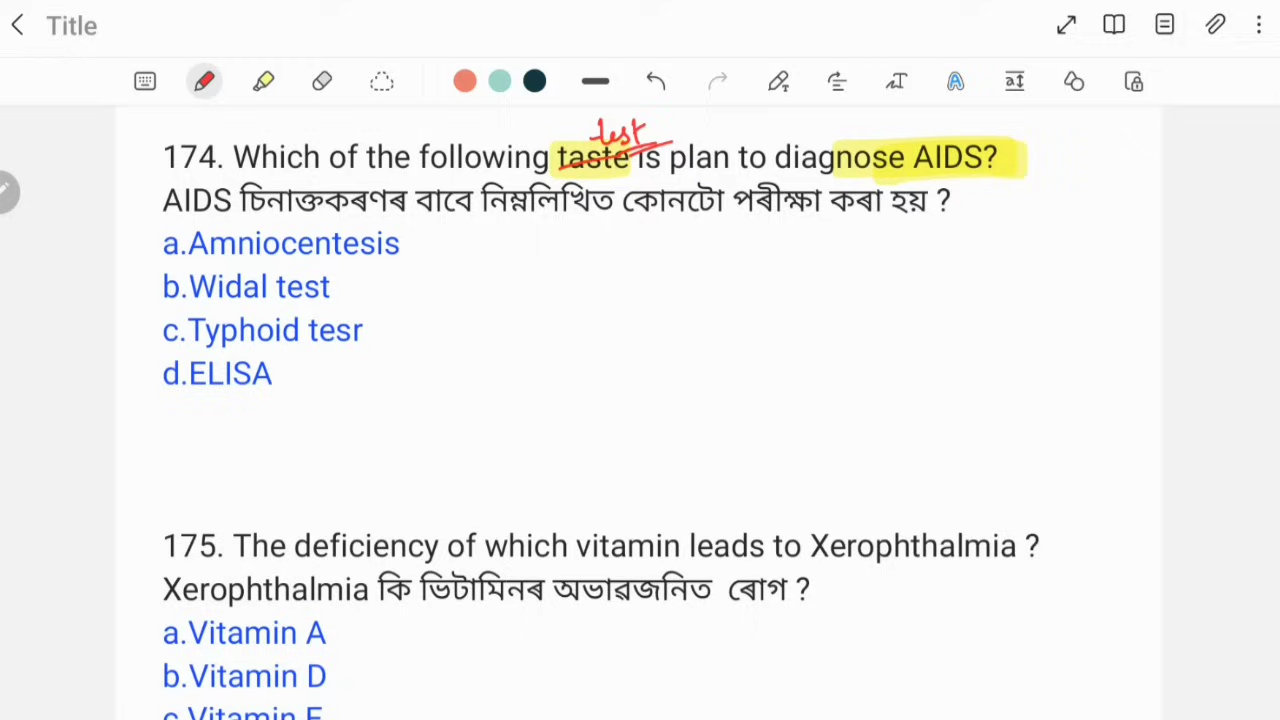 Title
test
174. Which of the following taste is plan to diagnose AIDS?
AIDS চিনাক্তকৰণৰ বাবে নিম্নলিখিত কোনটো পৰীক্ষা কৰা হয় ?
a.Amniocentesis
b.Widal test
c.Typhoid tesr
d.ELISA
175. The deficiency of which vitamin leads to Xerophthalmia ?
Xerophthalmia কি ভিটামিনৰ অভাৱজনিত ৰোগ ?
a.Vitamin A
b.Vitamin D
c.Vitamin E